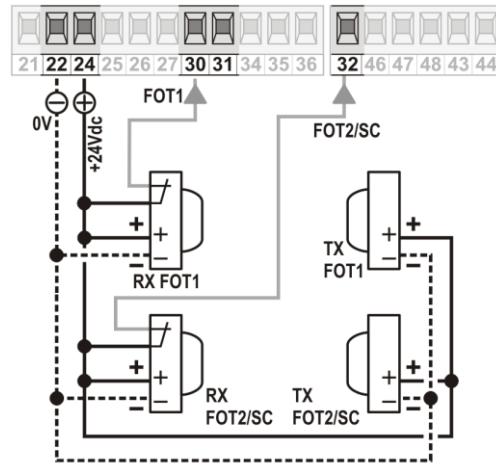 21 22 24 25 26 27 30 31 34 35 36 32 46 47 48 43 44
FOT1
0V
+24Vdc
FOT2/SC
+
+
TX
FOT1
+
+
−
−
−
−
RX FOT1
+
+
RX
FOT2/SC
−
−
TX
FOT2/SC
+
+
−
−